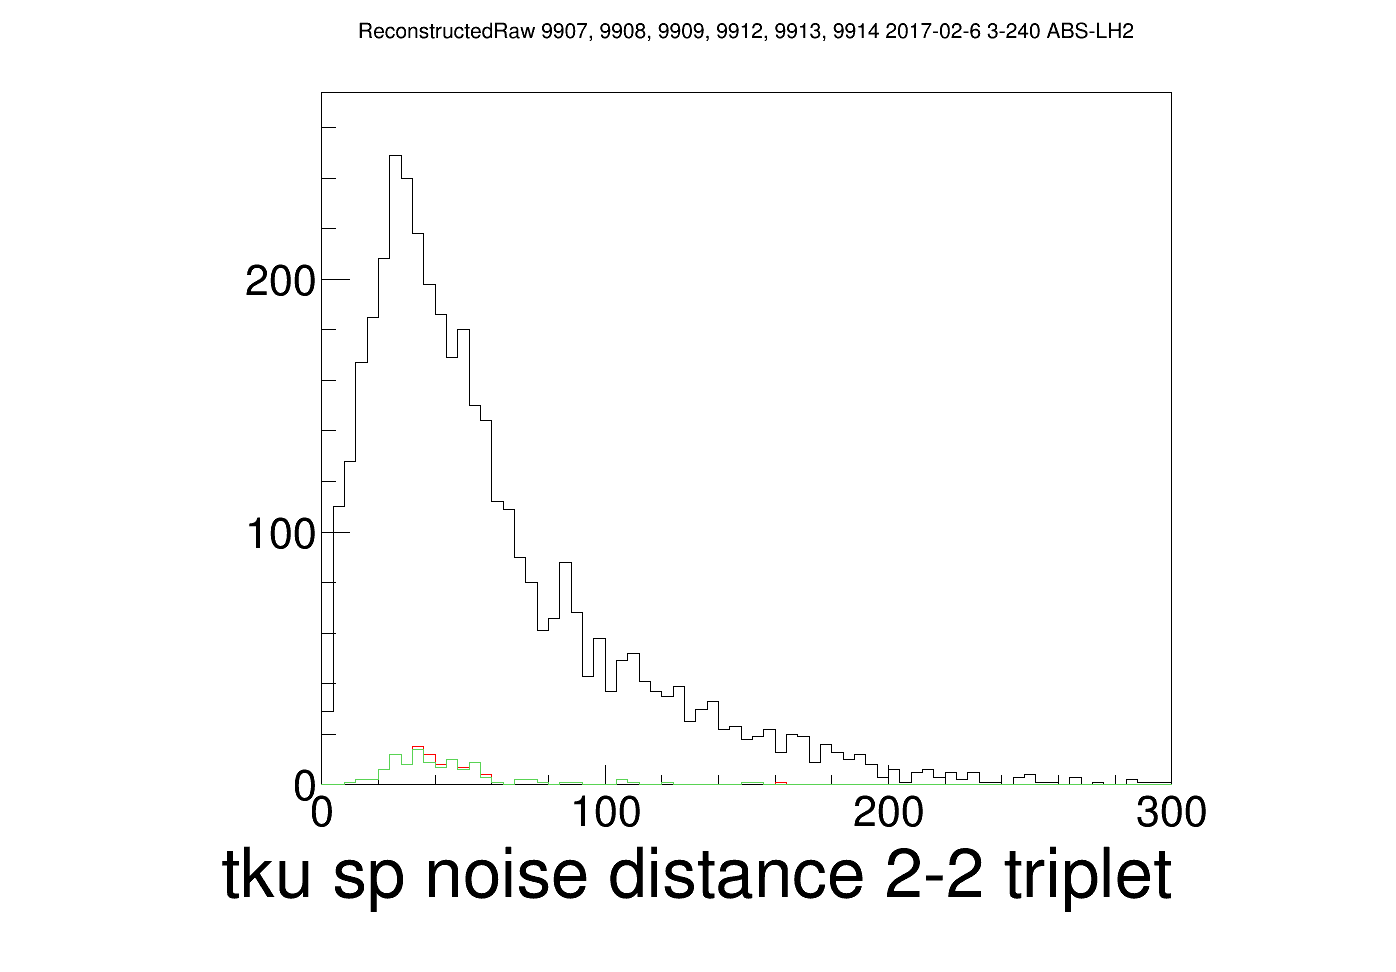 ReconstructedRaw 9907, 9908, 9909, 9912, 9913, 9914 2017-02-6 3-240 ABS-LH2
200
100
0
0 100 200 300
tku sp noise distance 2-2 triplet